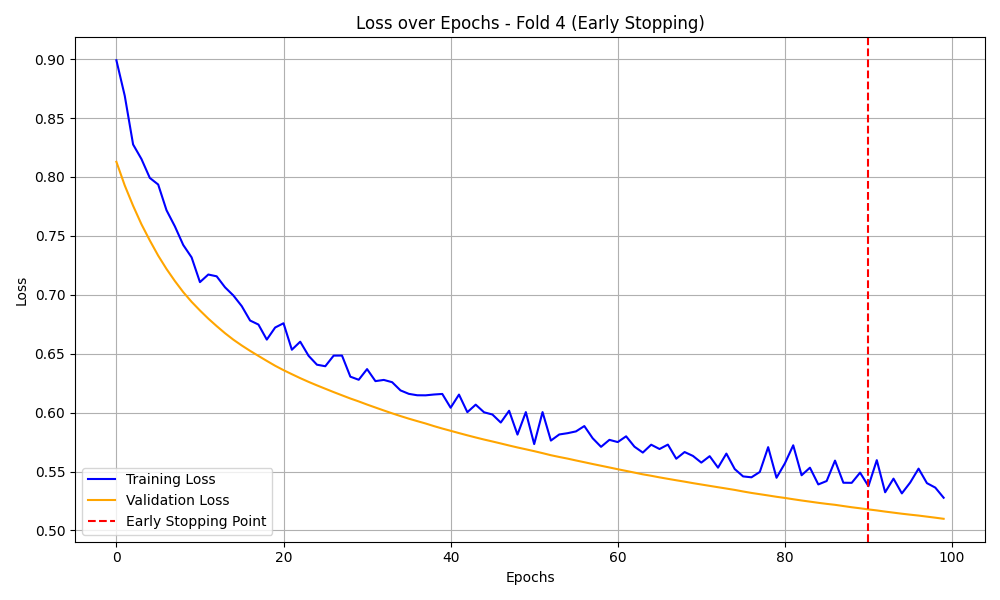 Loss over Epochs - Fold 4 (Early Stopping)
0.90
0.85
0.80
0.75
0.70
0.65
0.60
0.55
0.50
Loss
Training Loss
Validation Loss
Early Stopping Point
0 20 40 60 80 100
Epochs